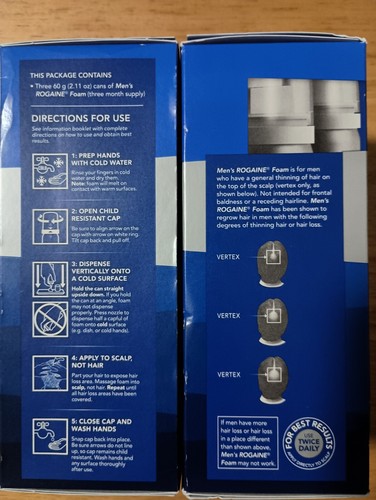 THIS PACKAGE CONTAINS
• Three 60 g (2.11 oz) cans of Men's
ROGAINE® Foam (three month supply)
DIRECTIONS FOR USE
See information booklet with complete
directions on how to use and obtain best
results.
1: PREP HANDS
WITH COLD WATER
Rinse your fingers in cold
water and dry them.
Note: foam will melt on
contact with warm surfaces.
2: OPEN CHILD
RESISTANT CAP
Be sure to align arrow on the
cap with arrow on white ring.
Tilt cap back and pull off.
3: DISPENSE
VERTICALLY ONTO
A COLD SURFACE
Hold the can straight
upside down. If you hold
the can at an angle, foam
may not dispense
properly. Press nozzle to
dispense half a capful of
foam onto cold surface
(e.g. dish, or cold hands).
4: APPLY TO SCALP,
NOT HAIR
Part your hair to expose hair
loss area. Massage foam into
scalp, not hair. Repeat until
all hair loss areas have been
covered.
5: CLOSE CAP AND
WASH HANDS
Snap cap back into place.
Be sure arrows do not line
up, so cap remains child
resistant. Wash hands and
any surface thoroughly
after use.
Men's ROGAINE® Foam is for men
who have a general thinning of hair on
the top of the scalp (vertex only, as
shown below). Not intended for frontal
baldness or a receding hairline. Men's
ROGAINE® Foam has been shown to
regrow hair in men with the following
degrees of thinning hair or hair loss.
VERTEX
VERTEX
VERTEX
If men have more
hair loss or hair loss
in a place different
than shown above,
Men's ROGAINE®
Foam may not work.
FOR BEST RESULTS
USE
TWICE
DAILY
APPLY DIRECTLY TO SCALP